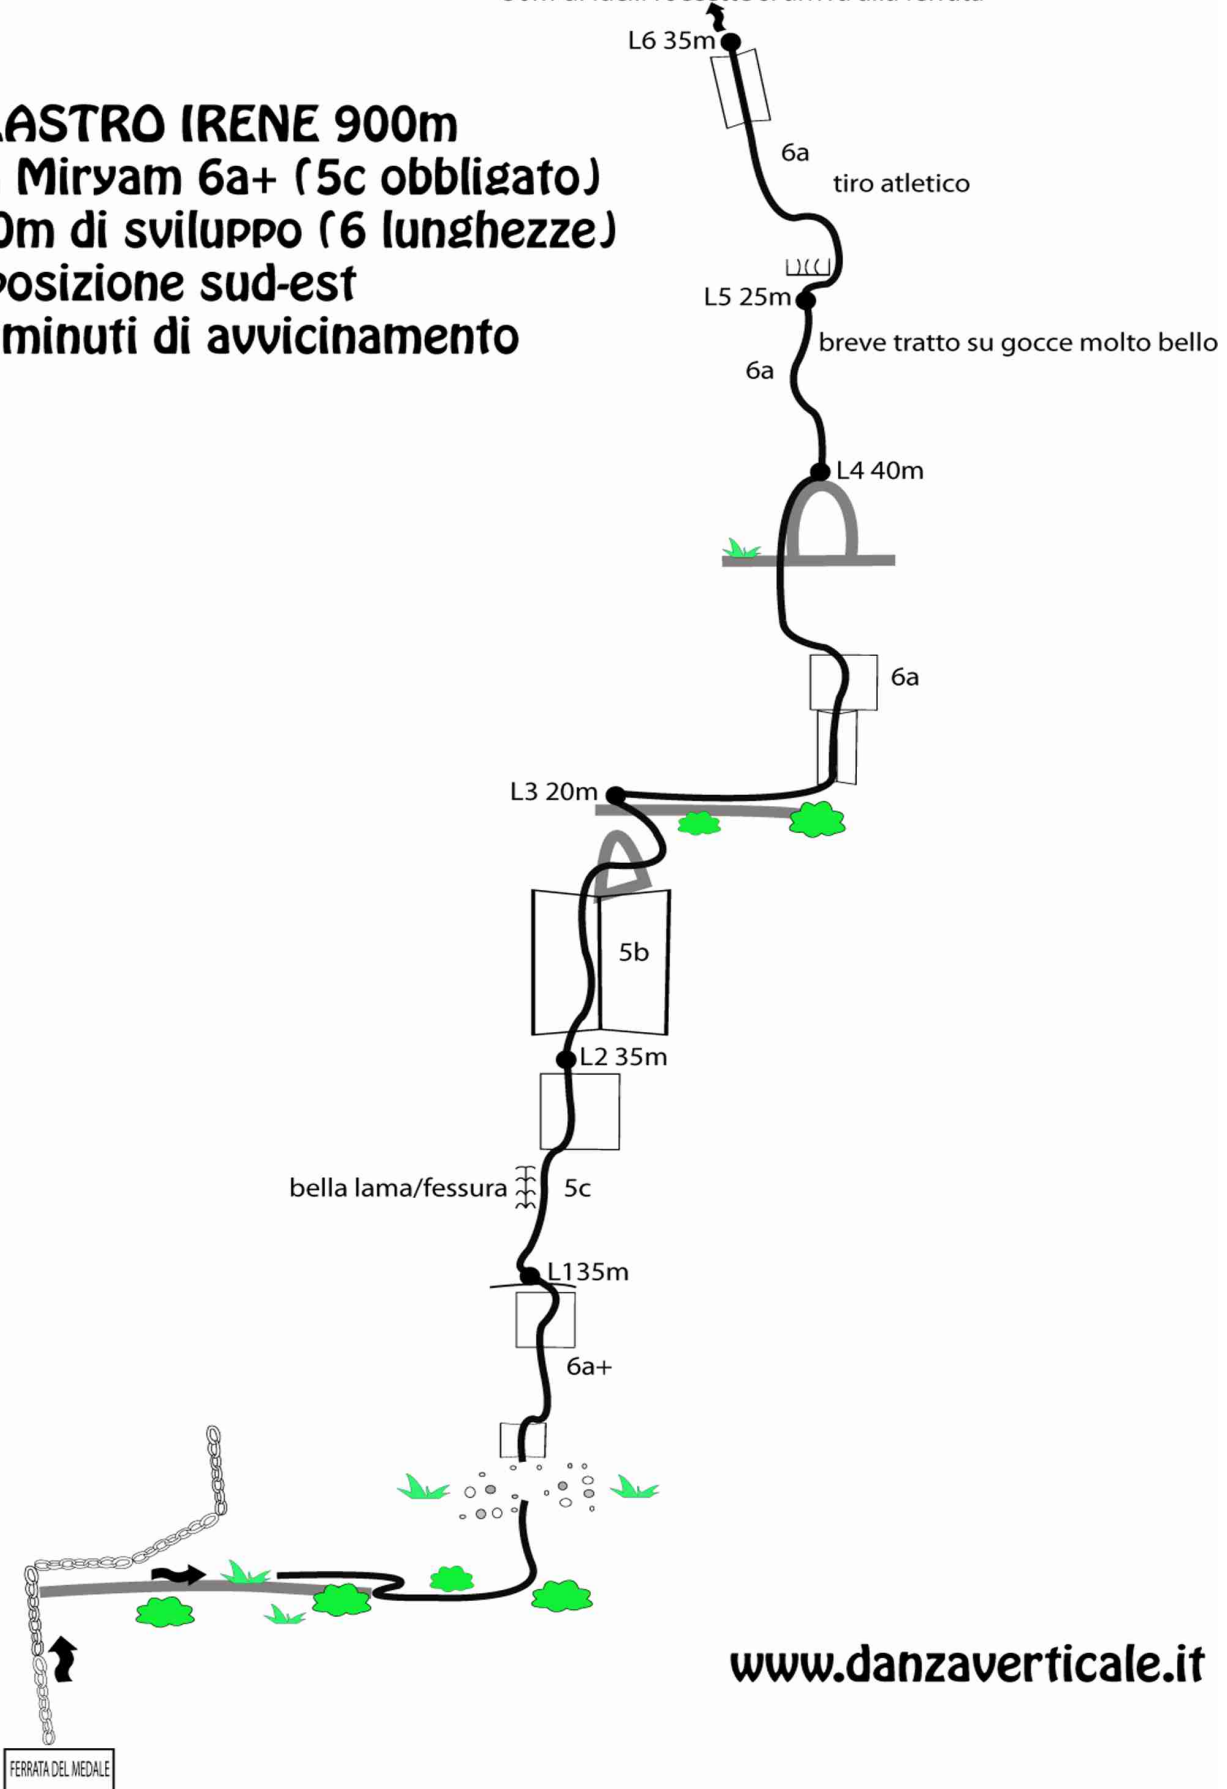 L6 35m
LASTRO IRENE 900m
Miryam 6a+ (5c obbligato)
0m di sviluppo (6 lunghezze)
posizione sud-est
minuti di avvicinamento
6a
tiro atletico
L5 25m
breve tratto su gocce molto bello
6a
L4 40m
6a
L3 20m
5b
L2 35m
bella lama/fessura
5c
L135m
6a+
www.danzaverticale.it
FERRATA DEL MEDALE